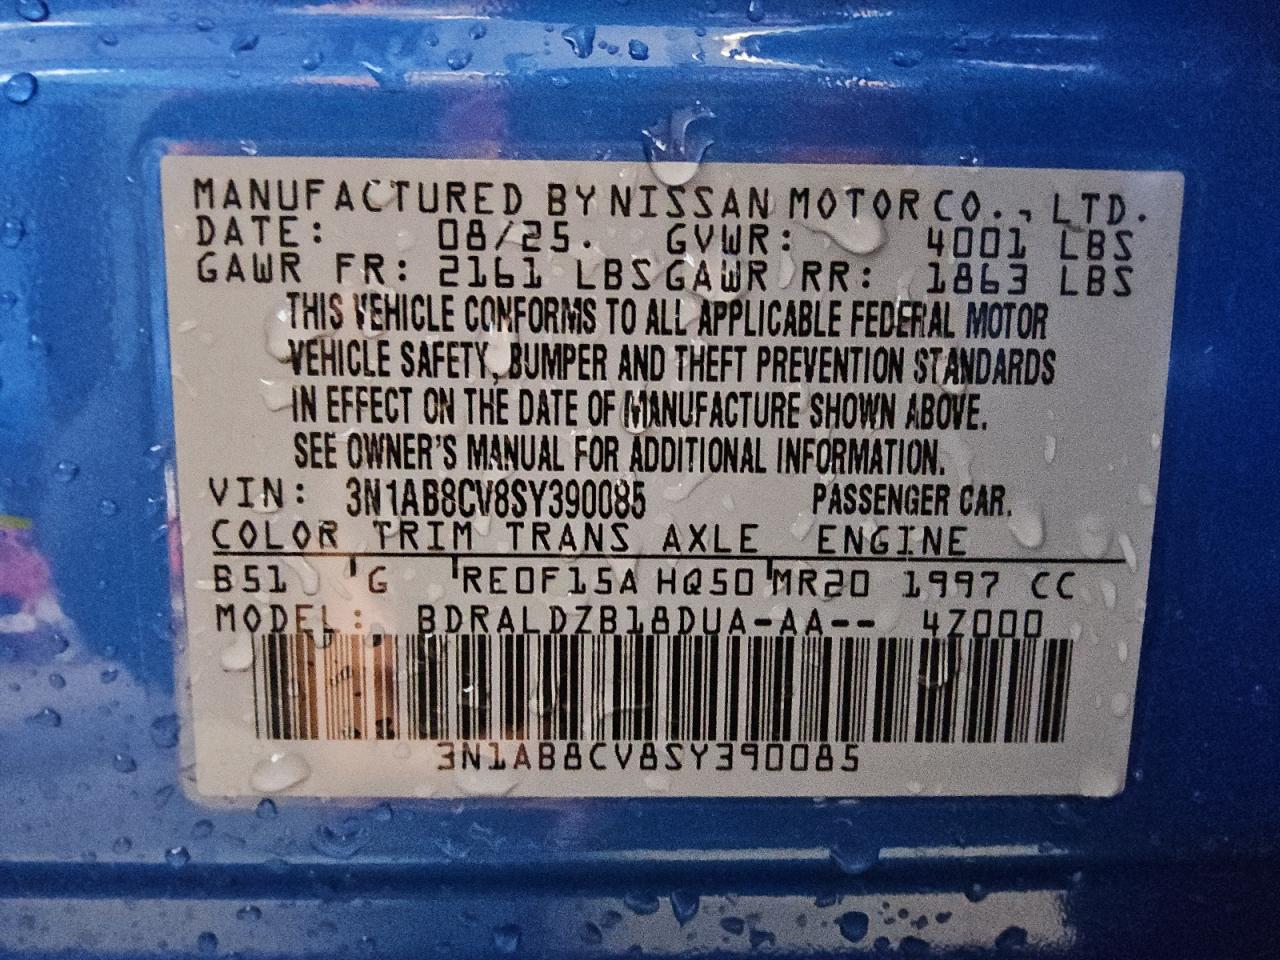 MANUFACTURED BY NISSAN MOTOR CO., LTD.
DATE: 08/25. GVWR: 4001 LBS
GAWR FR: 2161 LBS GAWR RR: 1863 LBS
THIS VEHICLE CONFORMS TO ALL APPLICABLE FEDERAL MOTOR
VEHICLE SAFETY, BUMPER AND THEFT PREVENTION STANDARDS
IN EFFECT ON THE DATE OF MANUFACTURE SHOWN ABOVE.
SEE OWNER'S MANUAL FOR ADDITIONAL INFORMATION.
VIN: 3N1AB8CV8SY390085 PASSENGER CAR.
COLOR TRIM TRANS AXLE ENGINE
B51 G RE0F15A HQ50 MR20 1997 CC
MODEL: BDRALDZB18DUA-AA-- 4Z000
3N1AB8CV8SY390085